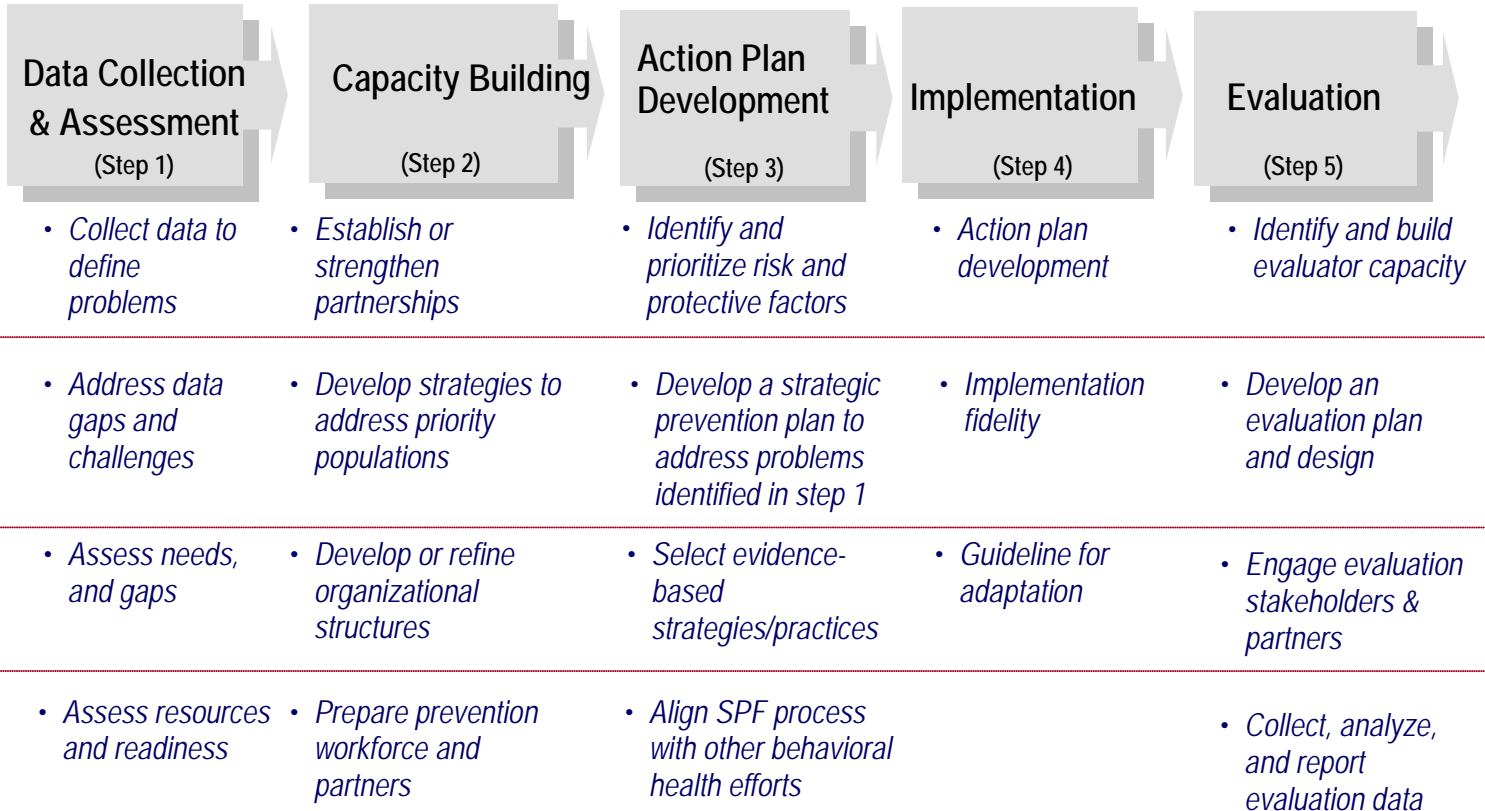 Data Collection
& Assessment
(Step 1)
Capacity Building
(Step 2)
Action Plan
Development
(Step 3)
Implementation
(Step 4)
Evaluation
(Step 5)
• Collect data to
define
problems
• Establish or
strengthen
partnerships
• Identify and
prioritize risk and
protective factors
• Action plan
development
• Identify and build
evaluator capacity
• Address data
gaps and
challenges
• Develop strategies to
address priority
populations
• Develop a strategic
prevention plan to
address problems
identified in step 1
• Implementation
fidelity
• Develop an
evaluation plan
and design
• Assess needs,
and gaps
• Develop or refine
organizational
structures
• Select evidence-
based
strategies/practices
• Guideline for
adaptation
• Engage evaluation
stakeholders &
partners
• Assess resources
and readiness
• Prepare prevention
workforce and
partners
• Align SPF process
with other behavioral
health efforts
• Collect, analyze,
and report
evaluation data